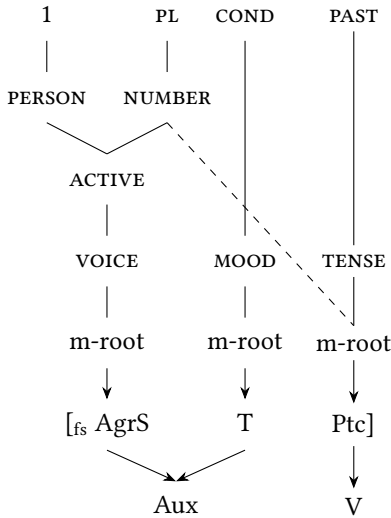 1 PL COND PAST
PERSON NUMBER
ACTIVE
VOICE MOOD TENSE
m-root m-root m-root
[fs AgrS T Ptc]
Aux V